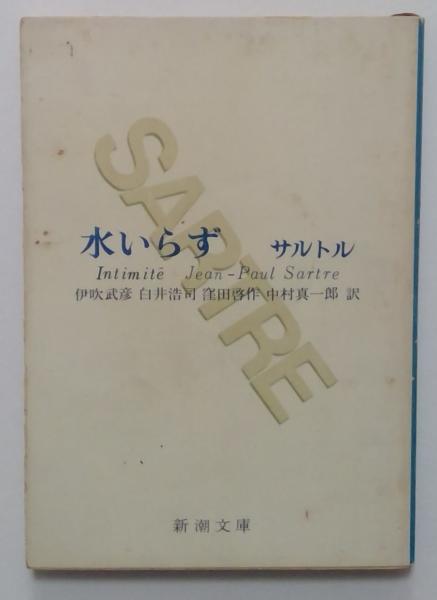 SARTRE
水いらず サルトル
Intimité Jean-Paul Sartre
伊吹武彦 白井浩司 窪田啓作 中村真一郎 訳
新潮文庫